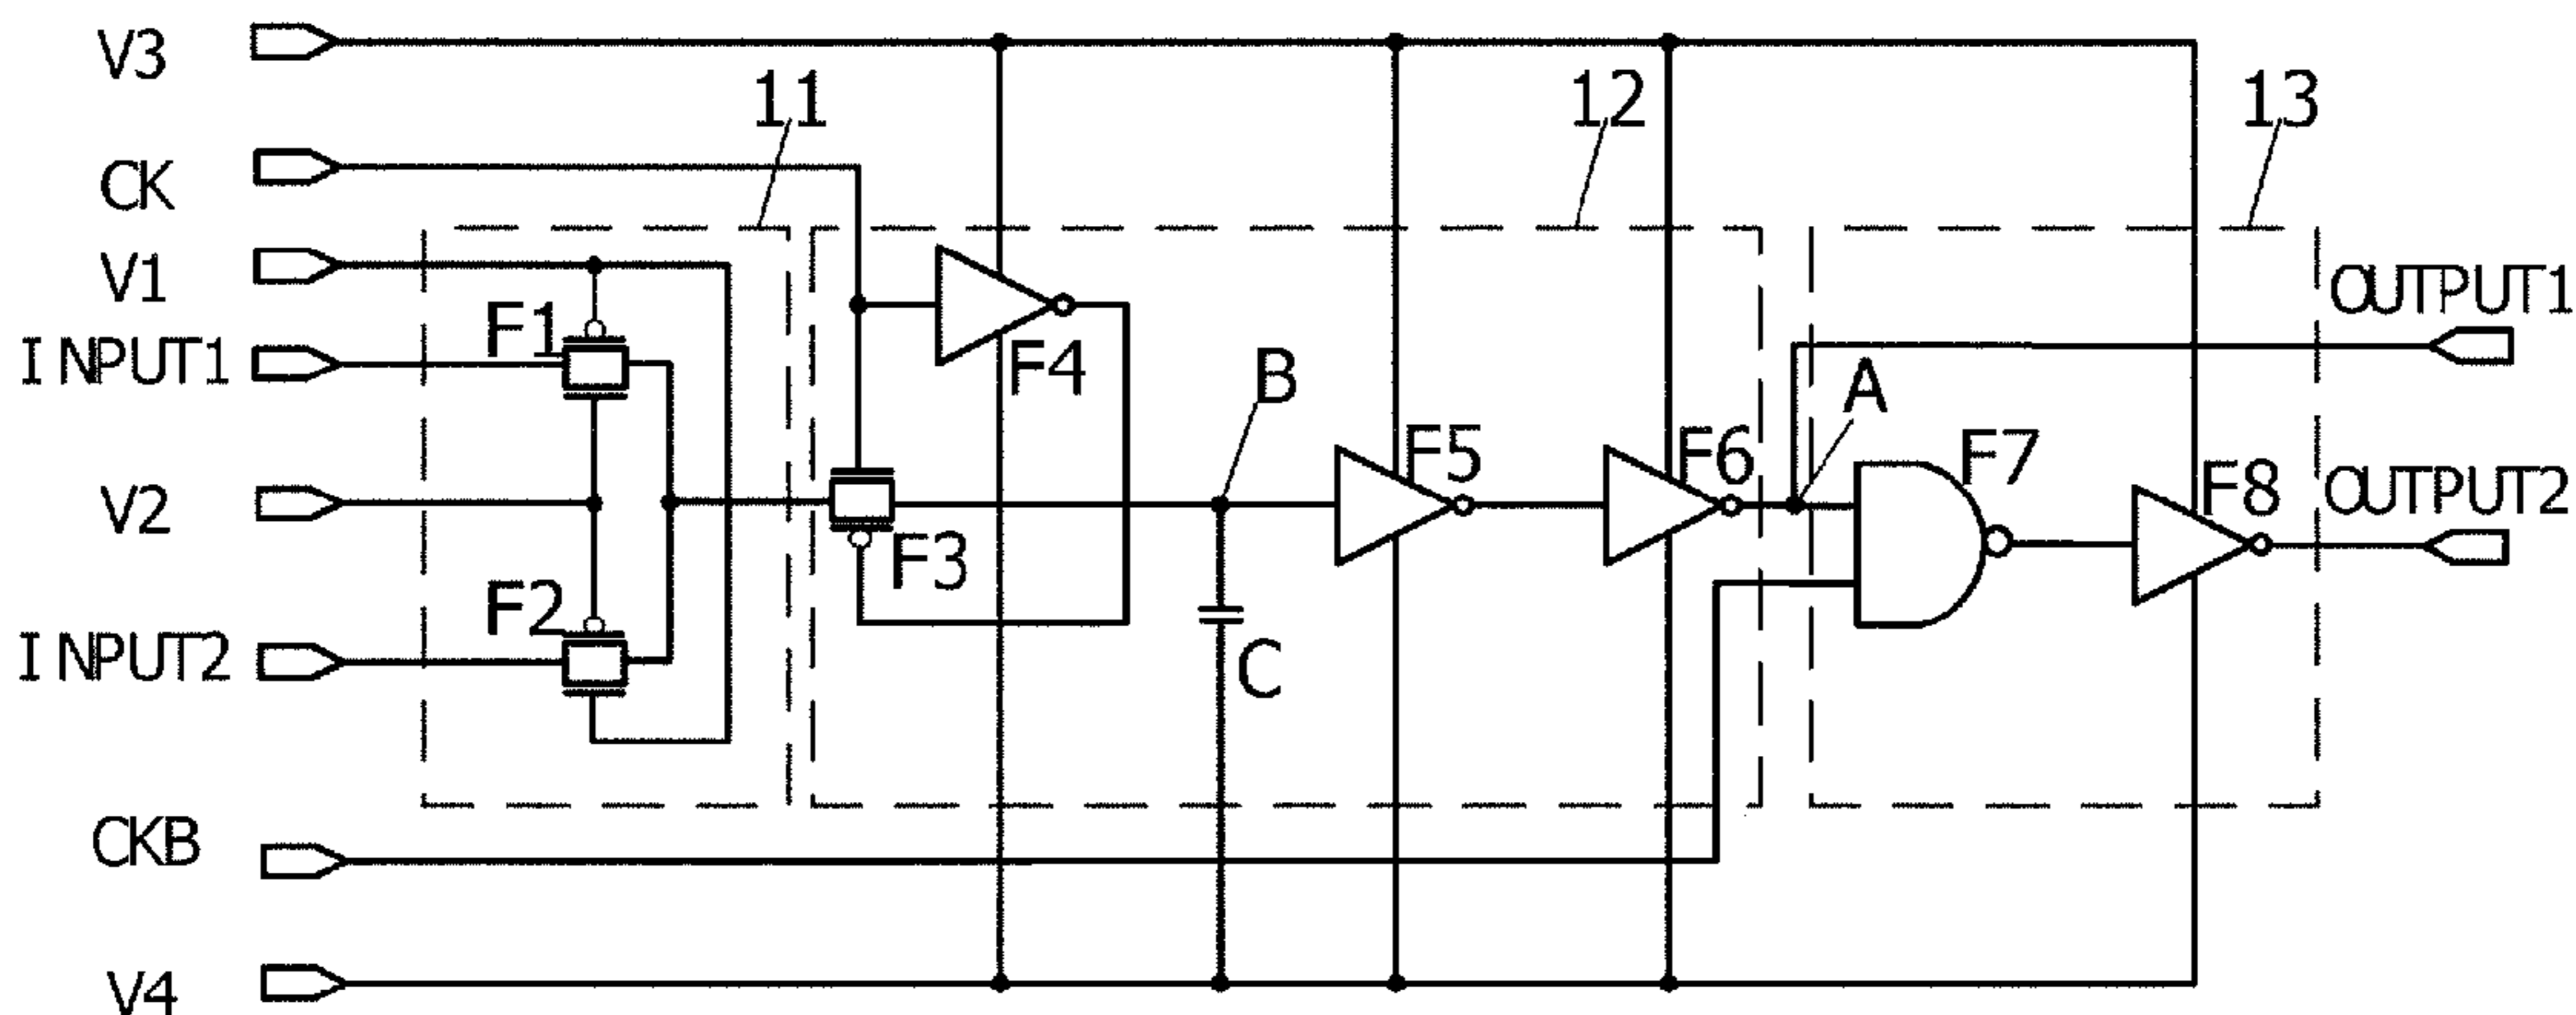 V3
11
12
13
CK
V1
OUTPUT1
F1
INPUT1
F4
B
A
F5
F6
F7
F8
OUTPUT2
V2
F3
F2
INPUT2
C
CKB
V4